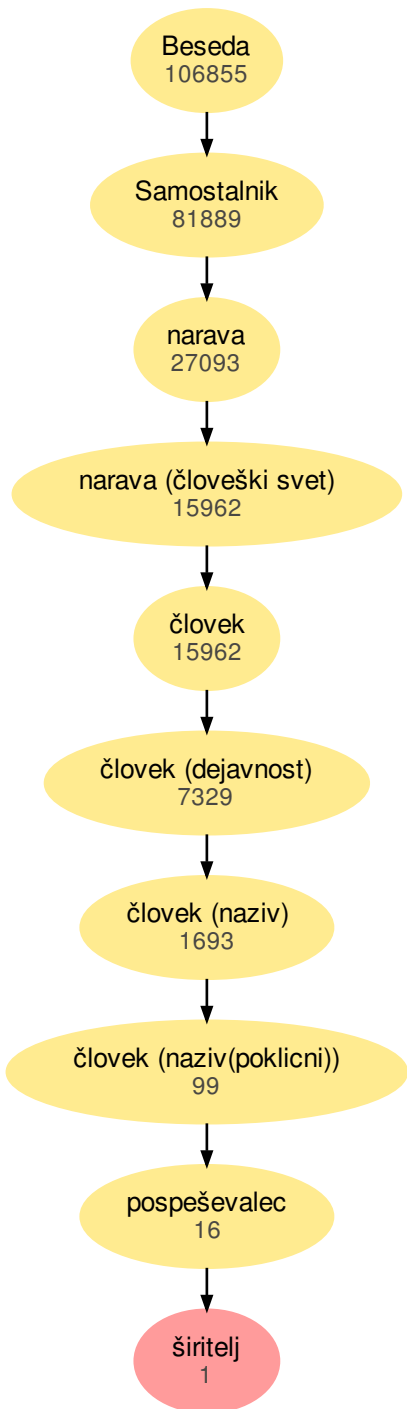 Beseda
106855
Samostalnik
81889
narava
27093
narava (človeški svet)
15962
človek
15962
človek (dejavnost)
7329
človek (naziv)
1693
človek (naziv(poklicni))
99
pospeševalec
16
širitelj
1